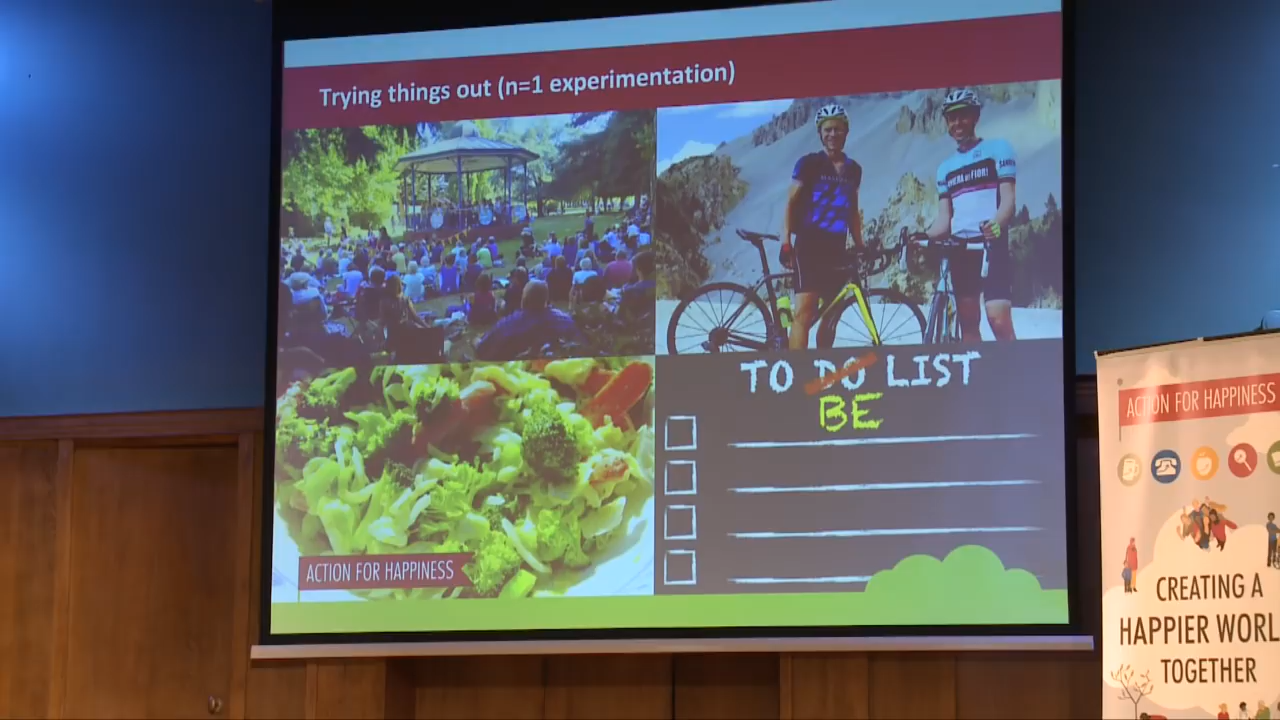 Trying things out (n=1 experimentation)
TO DO LIST
BE
ACTION FOR HAPPINESS
ACTION FOR HAPPINESS
CREATING A
HAPPIER WORL
TOGETHER